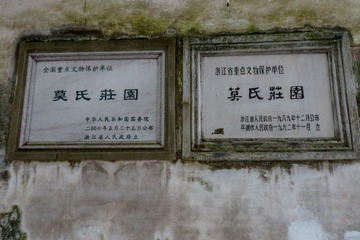 全国重点文物保护单位
莫氏莊園
中华人民共和国国务院
二00六年五月二十五日公布
浙江省人民政府立
浙江省重点文物保护单位
莫氏莊園
浙江省人民政府一九八九年十二月公布
平湖市人民政府一九九二年十一月 立